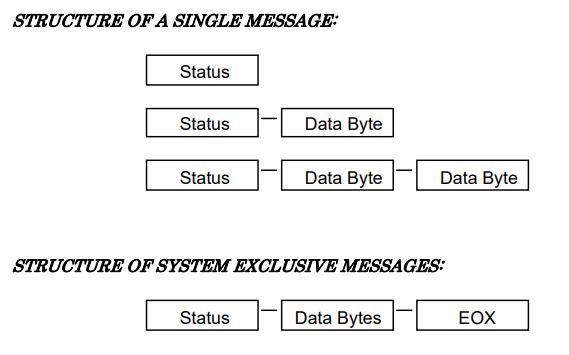 STRUCTURE OF A SINGLE MESSAGE:
Status
Status Data Byte
Status Data Byte Data Byte
STRUCTURE OF SYSTEM EXCLUSIVE MESSAGES:
Status Data Bytes EOX